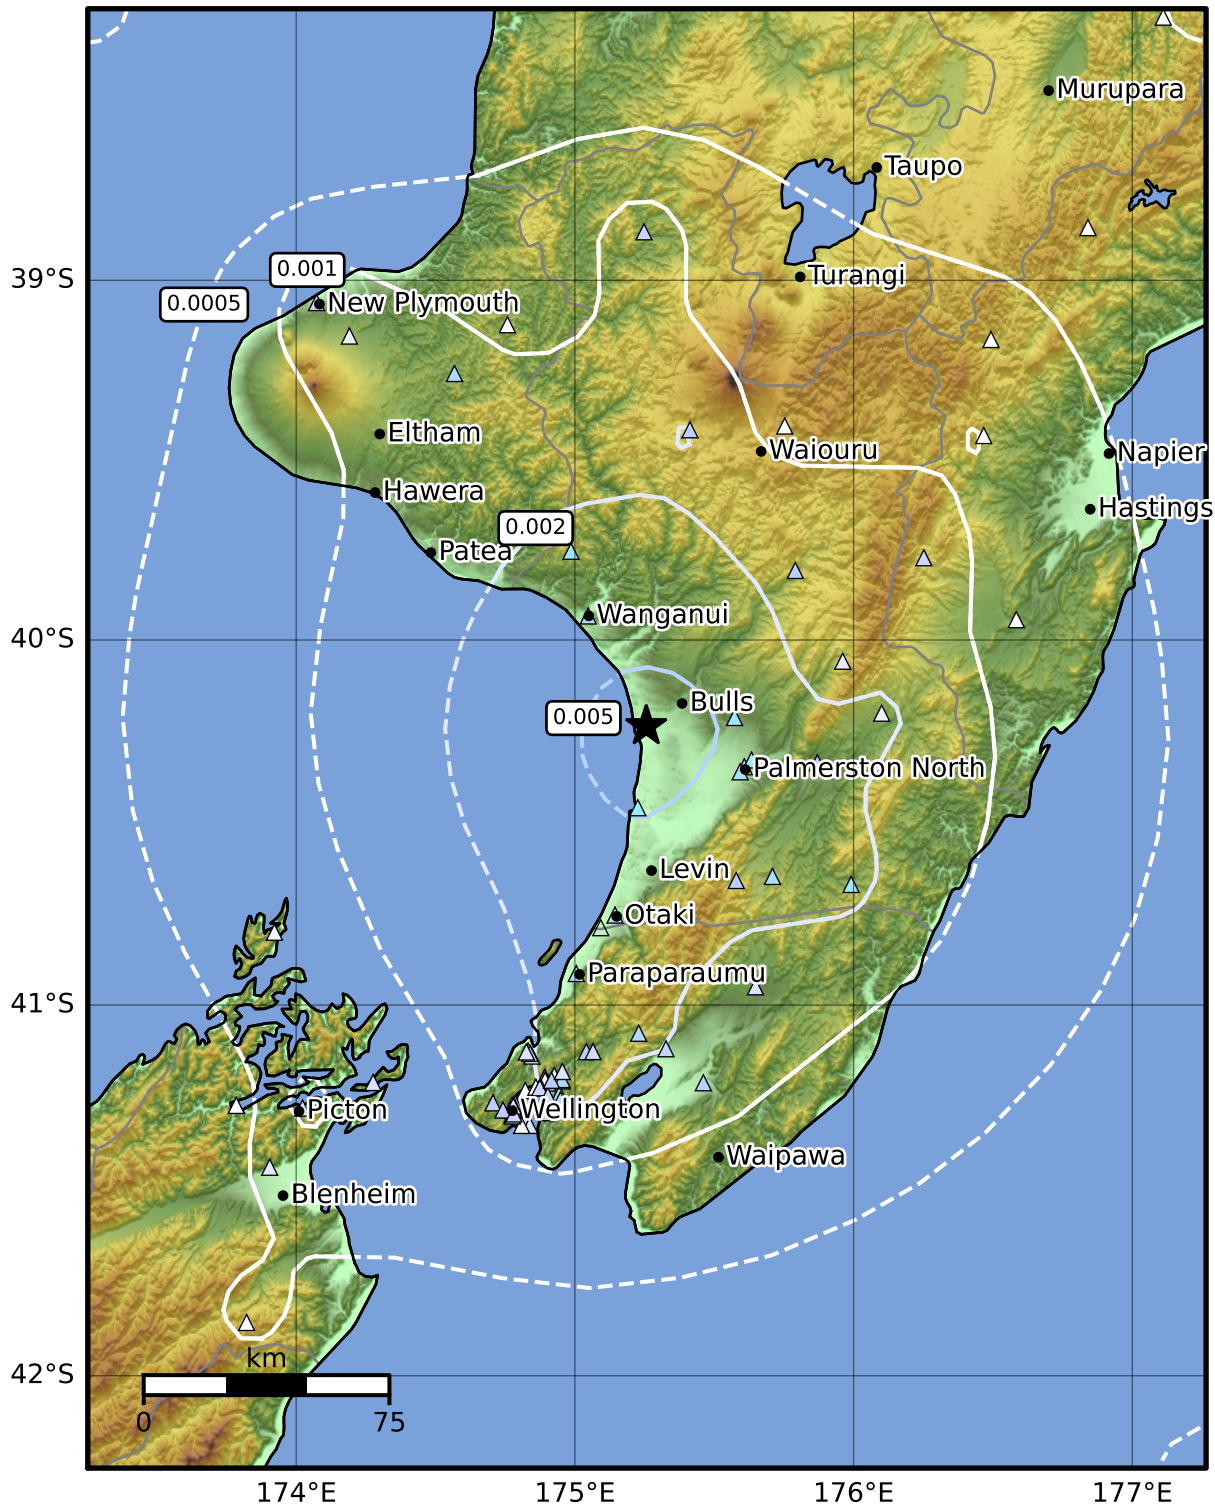 Murupara
Taupo
39°S
0.001
Turangi
0.0005
New Plymouth
Eltham
Waiouru
Napier
Hawera
Hastings
0.002
Patea
Wanganui
40°S
Bulls
0.005
Palmerston North
Levin
Otaki
Paraparaumu
41°S
Picton
Wellington
Waipawa
Blenheim
km
42°S
0
75
174°E
175°E
176°E
177°E